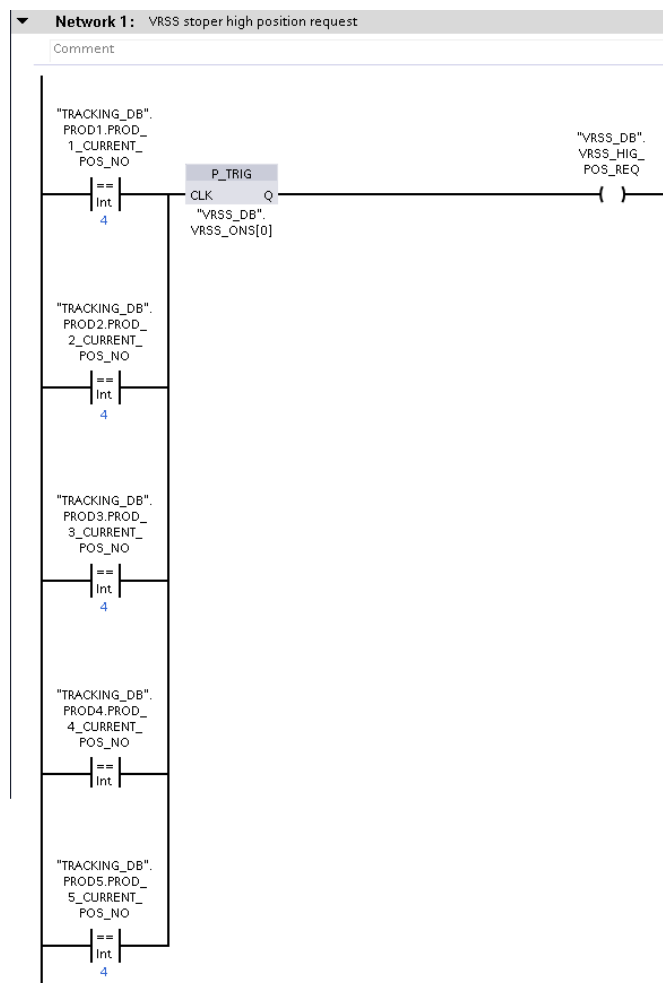 Network 1: VRSS stoper high position request
Comment
"TRACKING_DB".
PROD1.PROD_
1_CURRENT_
POS_NO
==
Int
4
P_TRIG
CLK Q
"VRSS_DB".
VRSS_ONS[0]
"VRSS_DB".
VRSS_HIG_
POS_REQ
"TRACKING_DB".
PROD2.PROD_
2_CURRENT_
POS_NO
==
Int
4
"TRACKING_DB".
PROD3.PROD_
3_CURRENT_
POS_NO
==
Int
4
"TRACKING_DB".
PROD4.PROD_
4_CURRENT_
POS_NO
==
Int
"TRACKING_DB".
PROD5.PROD_
5_CURRENT_
POS_NO
==
Int
4